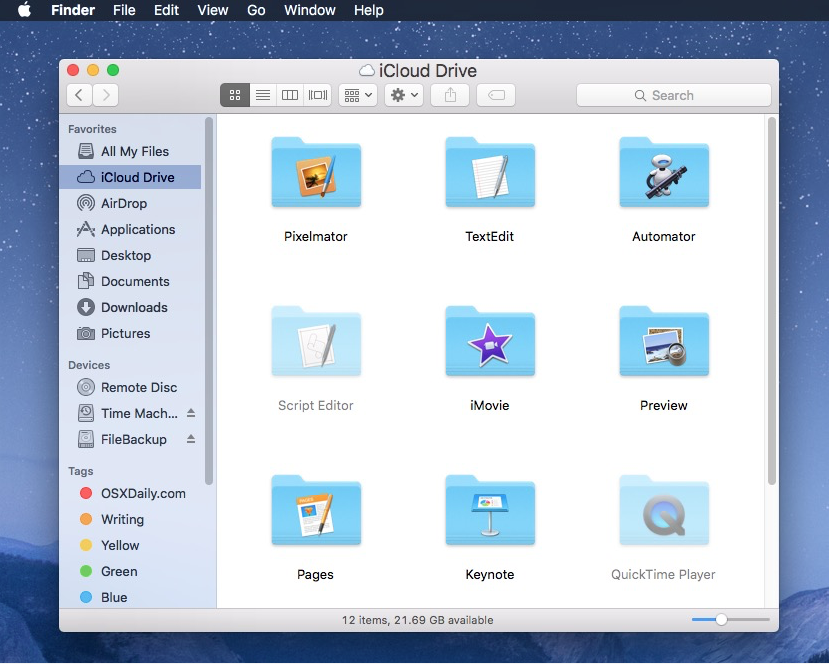 Finder File Edit View Go Window Help
iCloud Drive
Search
Favorites
All My Files
iCloud Drive
AirDrop
Applications
Desktop
Documents
Downloads
Pictures
Devices
Remote Disc
Time Mach...
FileBackup
Tags
OSXDaily.com
Writing
Yellow
Green
Blue
Pixelmator TextEdit Automator
Script Editor iMovie Preview
Pages Keynote QuickTime Player
12 items, 21.69 GB available